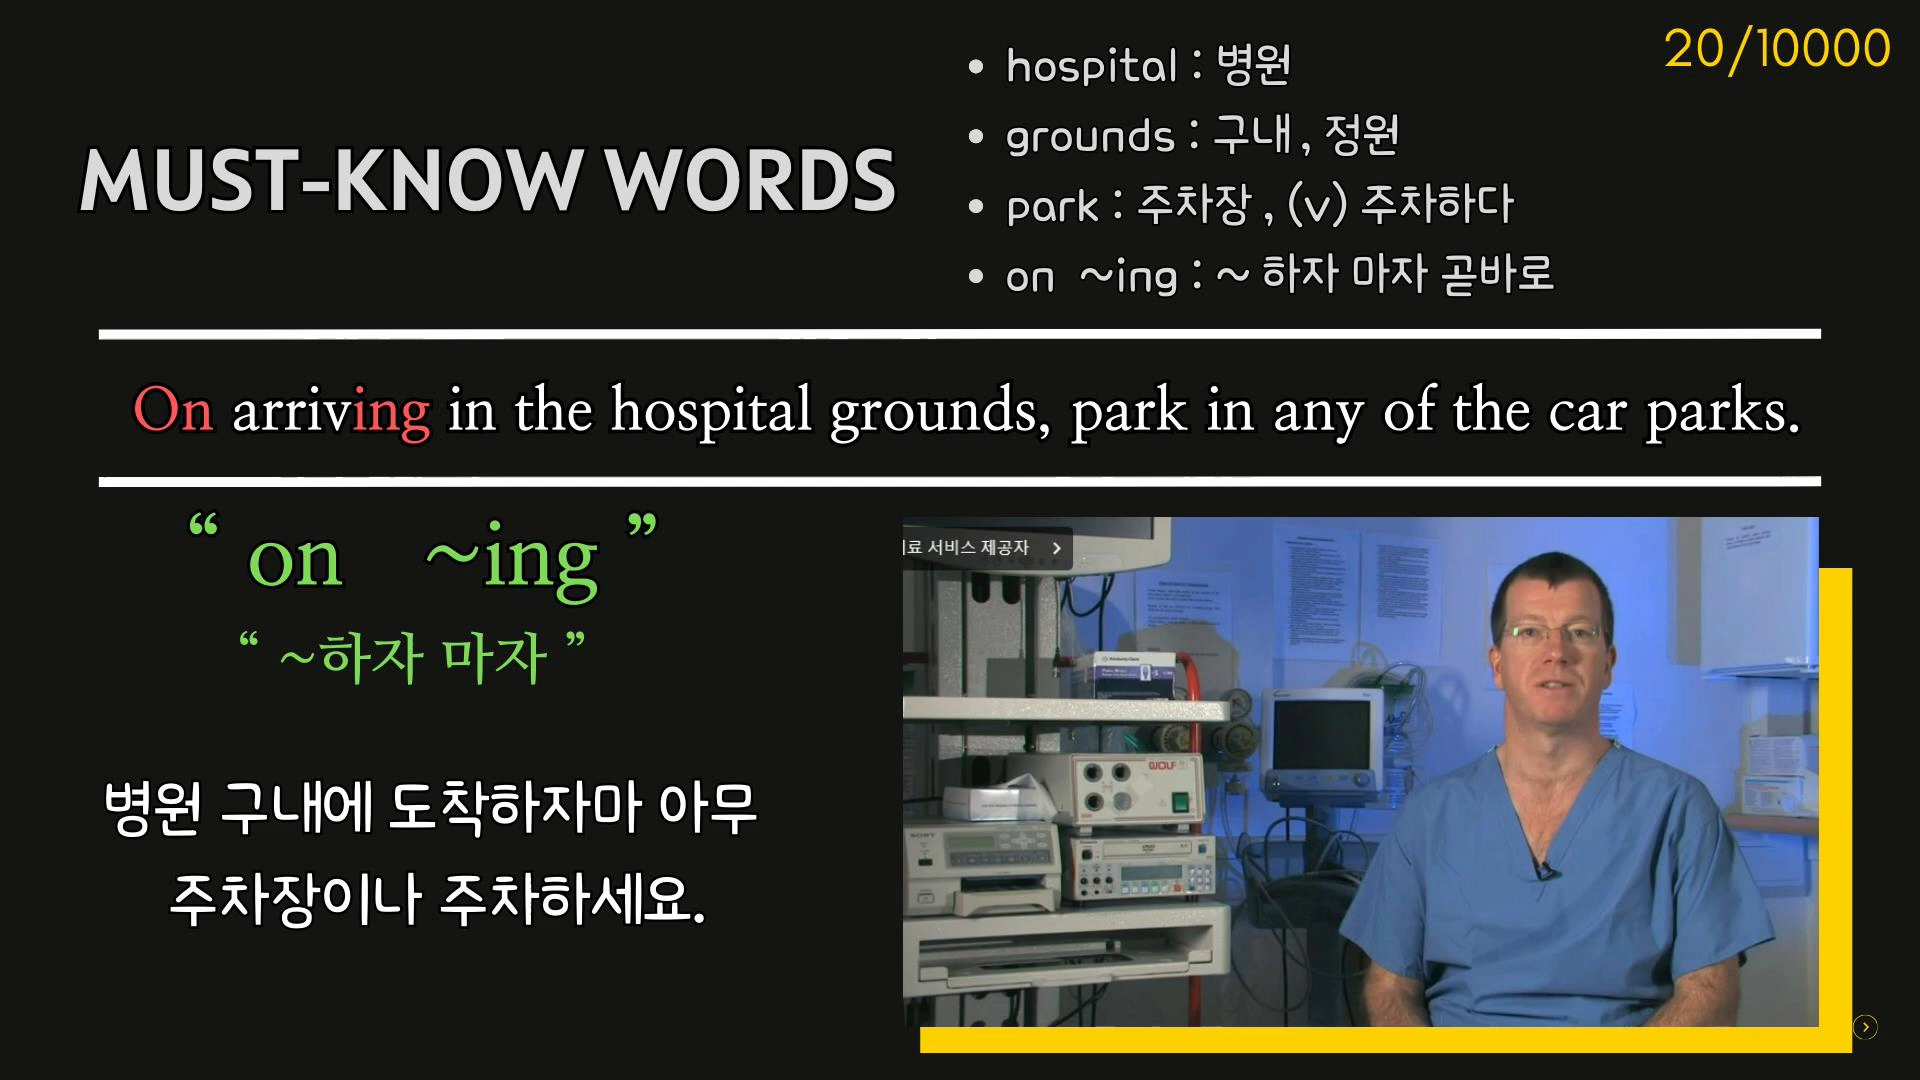 20/10000
MUST-KNOW WORDS
• hospital : 병원
• grounds : 구내 , 정원
• park : 주차장 , (v) 주차하다
• on ~ing : ~ 하자 마자 곧바로
On arriving in the hospital grounds, park in any of the car parks.
“ on ~ing ”
“ ~하자 마자 ”
병원 구내에 도착하자마 아무
주차장이나 주차하세요.
서비스 제공자
WOLF
SONY